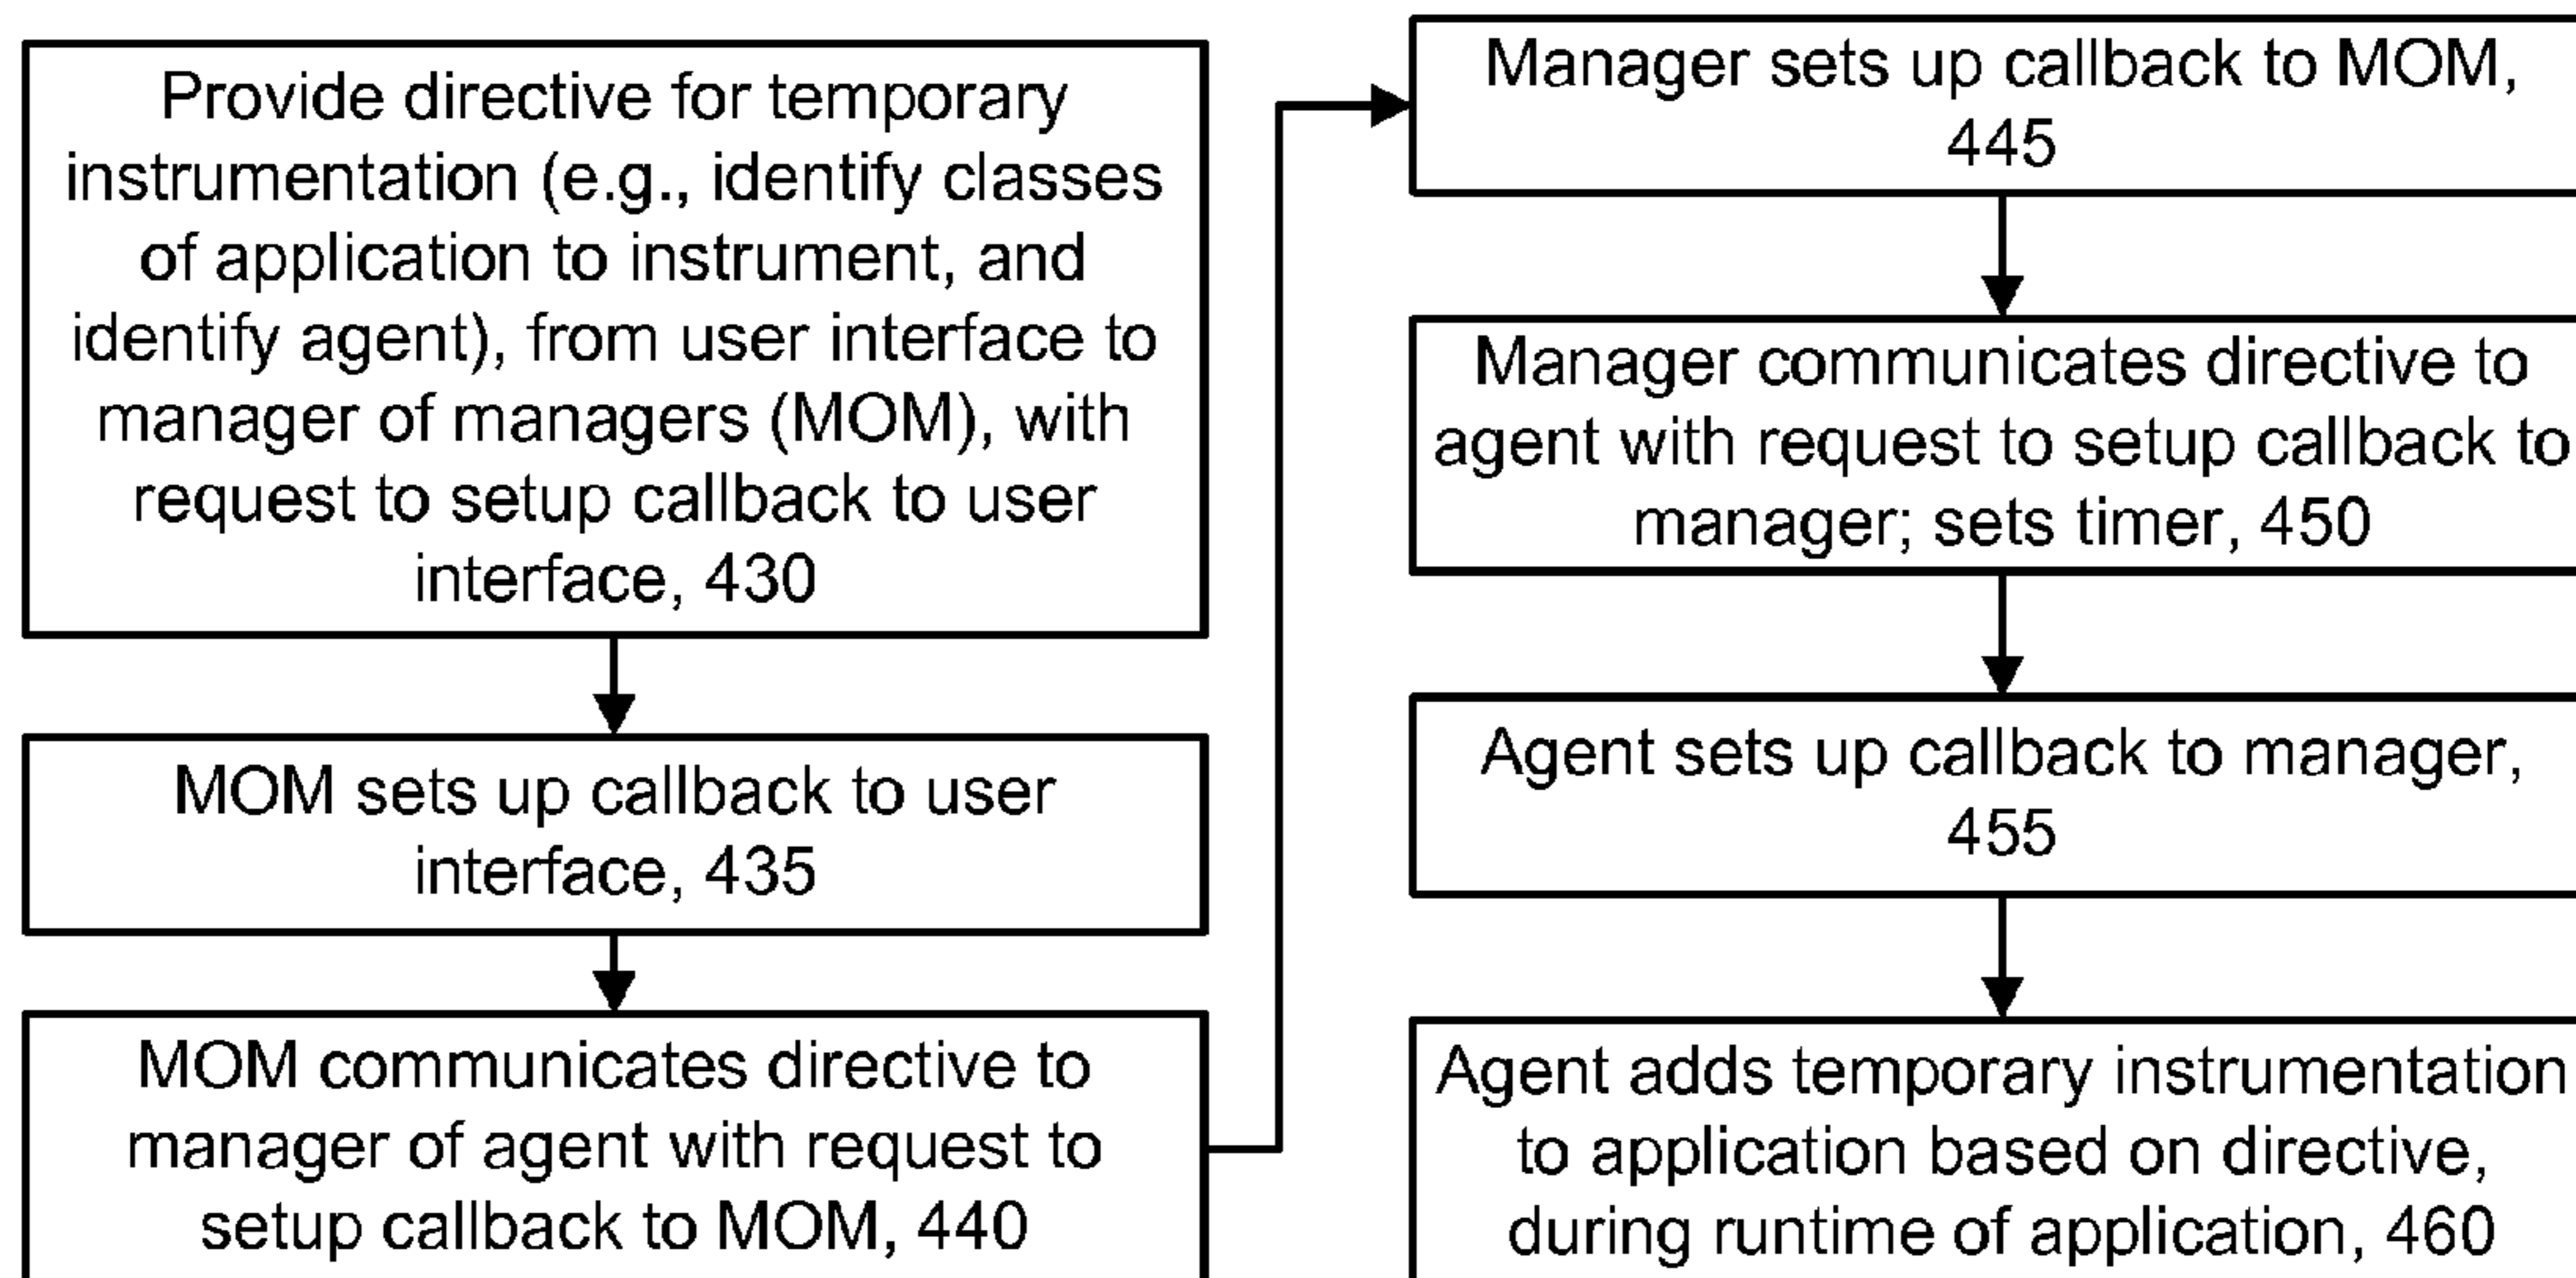 Provide directive for temporary
instrumentation (e.g., identify classes
of application to instrument, and
identify agent), from user interface to
manager of managers (MOM), with
request to setup callback to user
interface, 430
MOM sets up callback to user
interface, 435
MOM communicates directive to
manager of agent with request to
setup callback to MOM, 440
Manager sets up callback to MOM,
445
Manager communicates directive to
agent with request to setup callback to
manager; sets timer, 450
Agent sets up callback to manager,
455
Agent adds temporary instrumentation
to application based on directive,
during runtime of application, 460